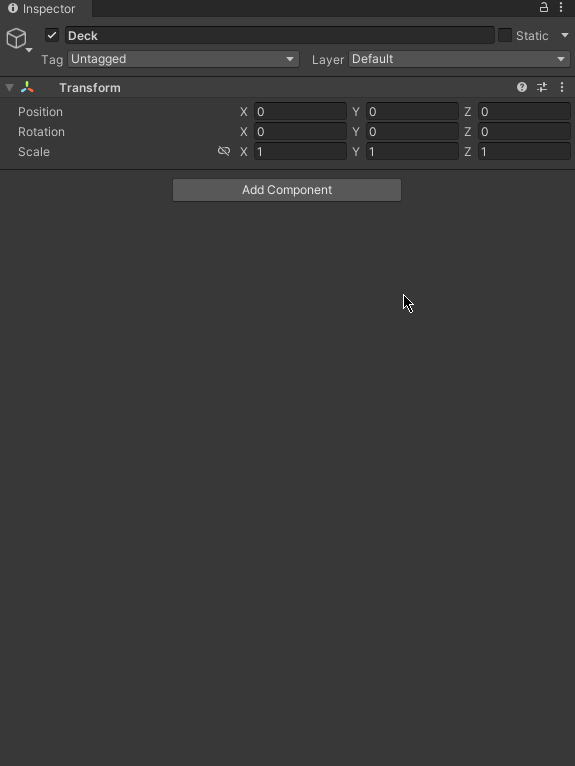 Inspector
Deck
Static
Tag Untagged Layer Default
Transform
Position X 0 Y 0 Z 0
Rotation X 0 Y 0 Z 0
Scale X 1 Y 1 Z 1
Add Component